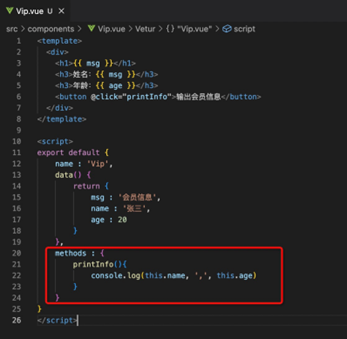 Vip.vue U ×
src > components > Vip.vue > Vetur > {} "Vip.vue" > script
1 <template>
2 <div>
3 <h1>{{ msg }}</h1>
4 <h3>姓名：{{ msg }}</h3>
5 <h3>年龄：{{ age }}</h3>
6 <button @click="printInfo">输出会员信息</button>
7 </div>
8 </template>
9
10 <script>
11 export default {
12 name : 'Vip',
13 data() {
14 return {
15 msg : '会员信息',
16 name : '张三',
17 age : 20
18 }
19 },
20 methods : {
21 printInfo(){
22 console.log(this.name, ',', this.age)
23 }
24 }
25 }
26 </script>